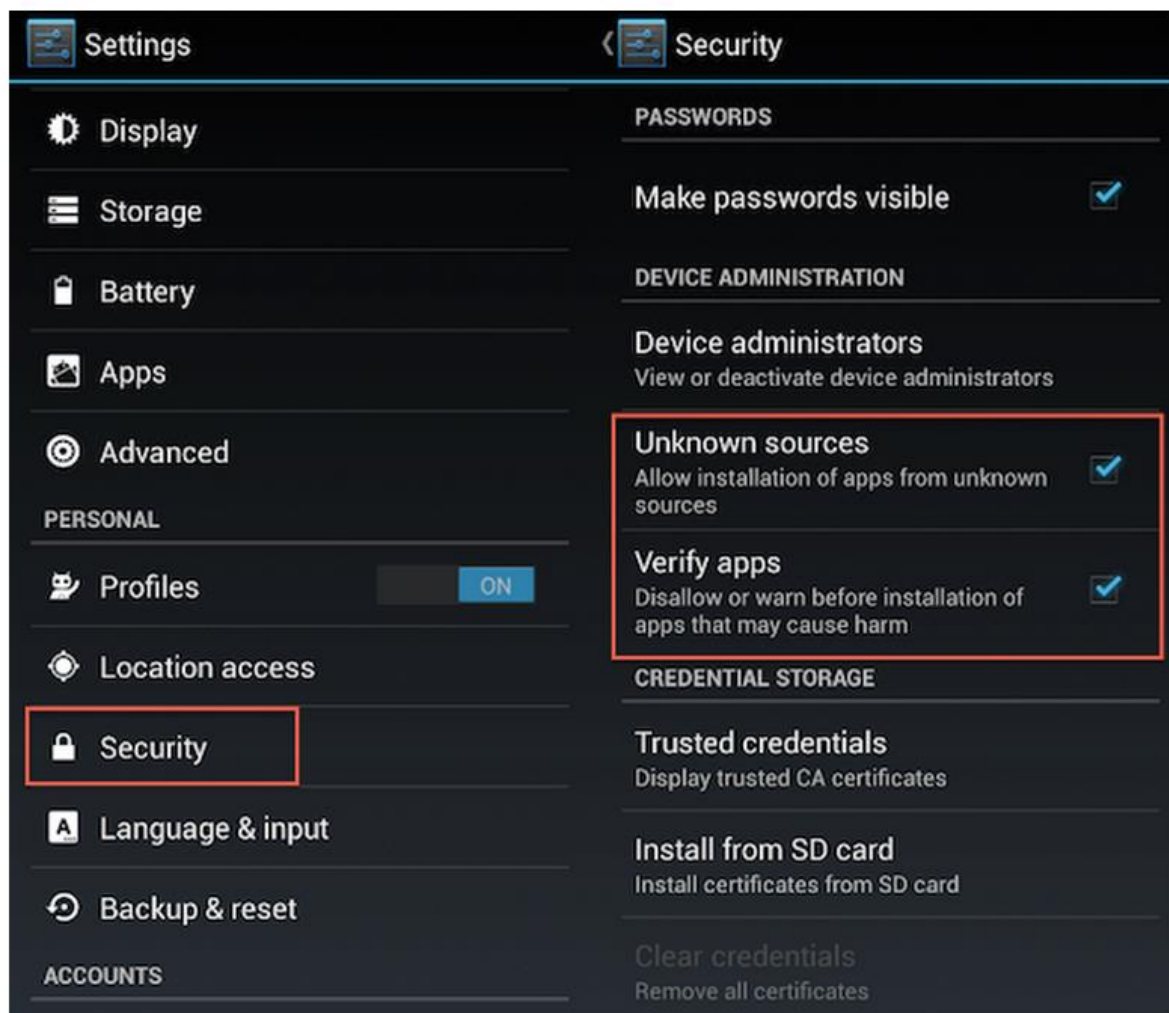 Settings
Display
Storage
Battery
Apps
Advanced
PERSONAL
Profiles ON
Location access
Security
Language & input
Backup & reset
ACCOUNTS
Security
PASSWORDS
Make passwords visible
DEVICE ADMINISTRATION
Device administrators
View or deactivate device administrators
Unknown sources
Allow installation of apps from unknown
sources
Verify apps
Disallow or warn before installation of
apps that may cause harm
CREDENTIAL STORAGE
Trusted credentials
Display trusted CA certificates
Install from SD card
Install certificates from SD card
Clear credentials
Remove all certificates